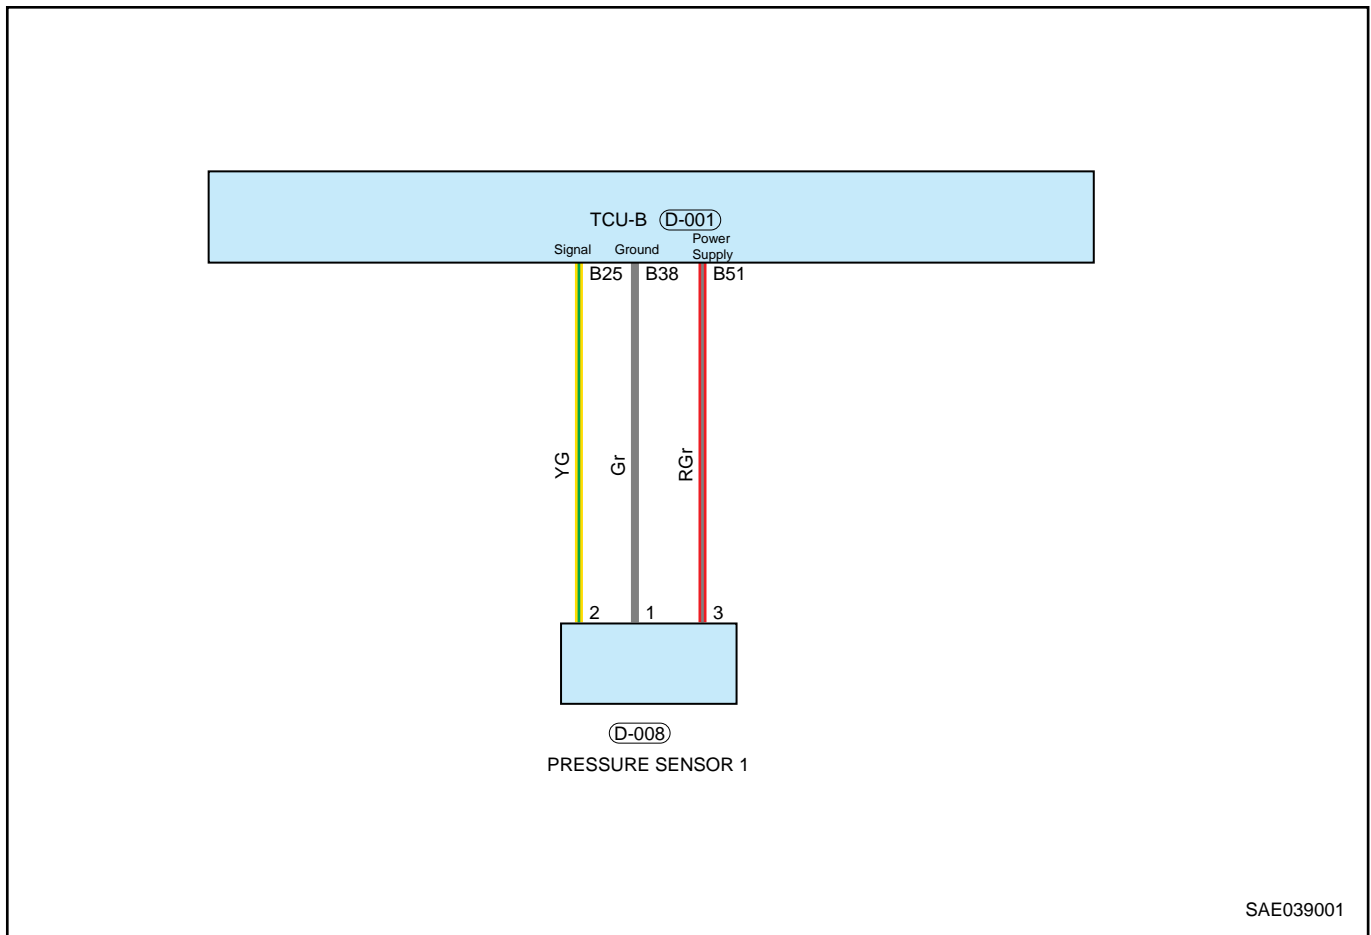 TCU-B D-001
Signal Ground Power
Supply
B25 B38 B51
YG Gr RGr
2 1 3
D-008
PRESSURE SENSOR 1
SAE039001